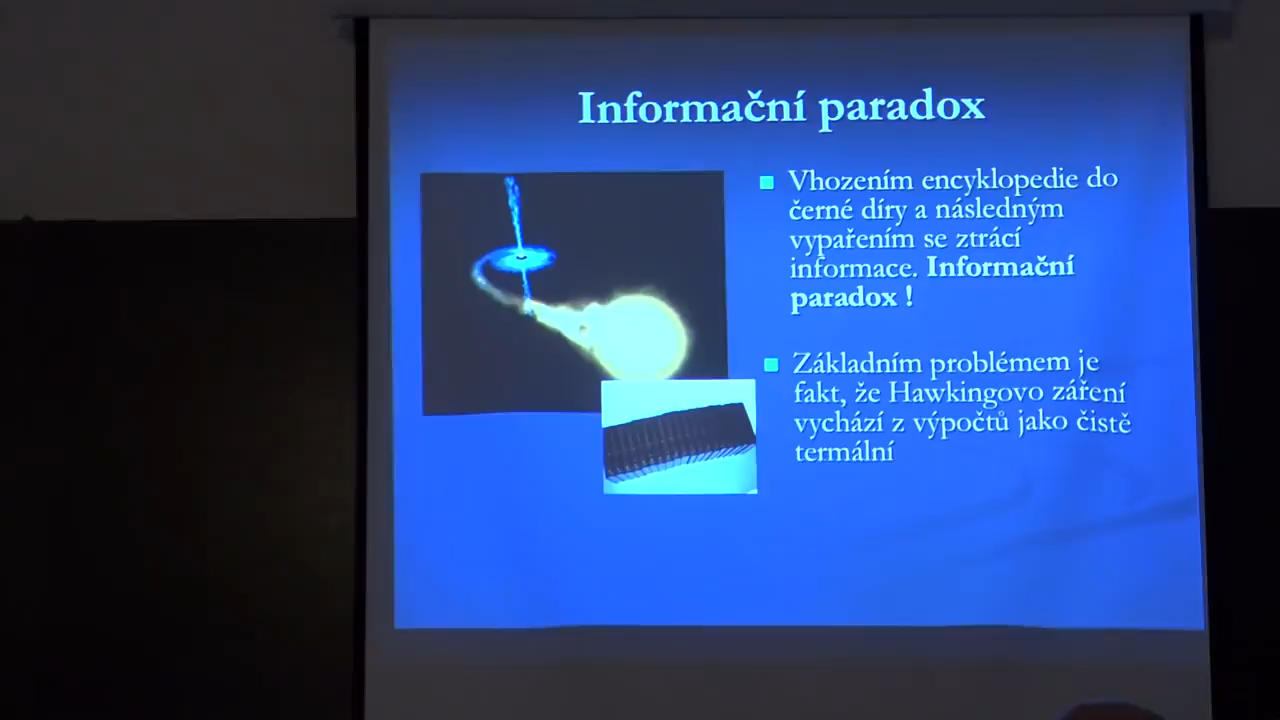 Informační paradox
Vhozením encyklopedie do
černé díry a následným
vypařením se ztrácí
informace. Informační
paradox !
Základním problémem je
fakt, že Hawkingovo záření
vychází z výpočtů jako čistě
termální